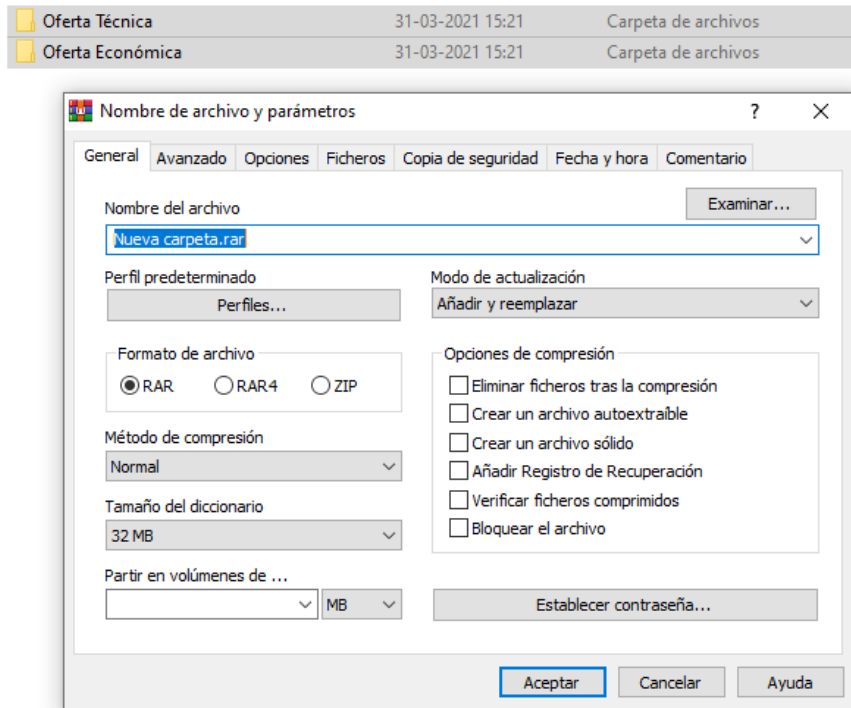 Oferta Técnica 31-03-2021 15:21 Carpeta de archivos
Oferta Económica 31-03-2021 15:21 Carpeta de archivos
Nombre de archivo y parámetros ? ×
General Avanzado Opciones Ficheros Copia de seguridad Fecha y hora Comentario
Nombre del archivo Examinar...
Nueva carpeta.rar
Perfil predeterminado Modo de actualización
Perfiles... Añadir y reemplazar
Formato de archivo Opciones de compresión
RAR RAR4 ZIP Eliminar ficheros tras la compresión
Crear un archivo autoextraíble
Método de compresión Crear un archivo sólido
Normal Añadir Registro de Recuperación
Tamaño del diccionario Verificar ficheros comprimidos
32 MB Bloquear el archivo
Partir en volúmenes de ...
MB Establecer contraseña...
Aceptar Cancelar Ayuda